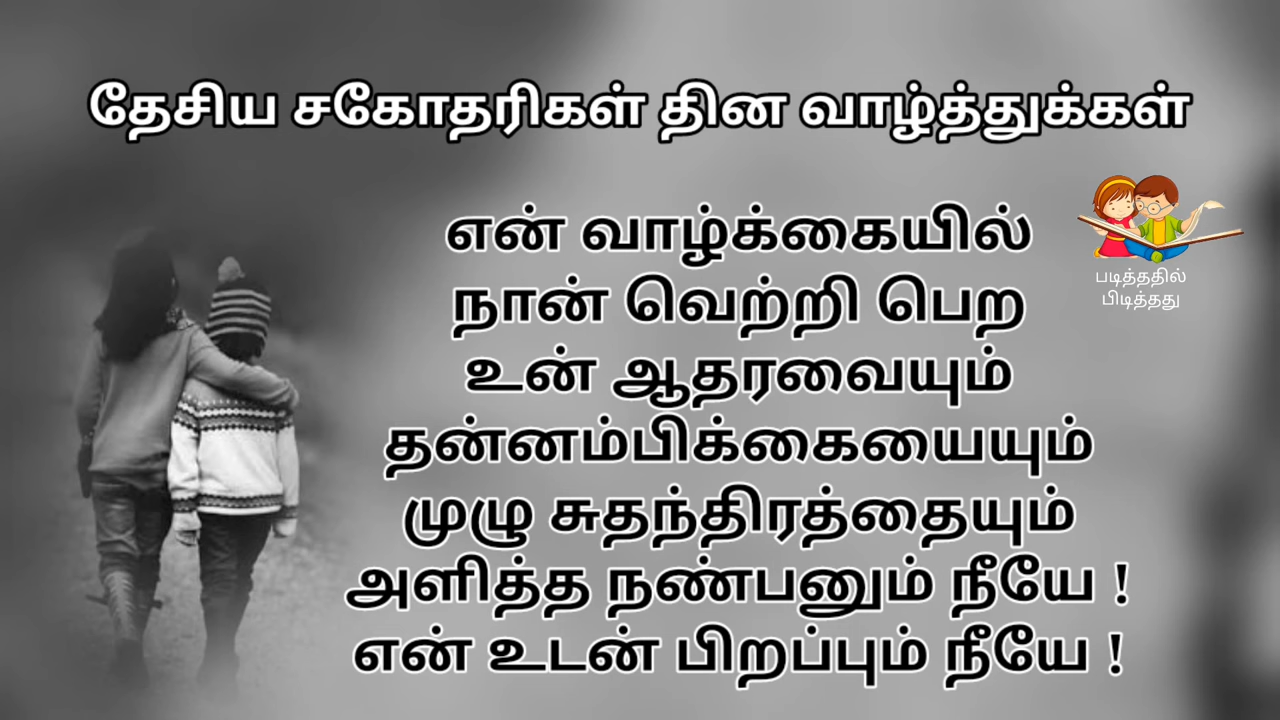 தேசிய சகோதரிகள் தின வாழ்த்துக்கள்
என் வாழ்க்கையில்
நான் வெற்றி பெற
உன் ஆதரவையும்
தன்னம்பிக்கையையும்
முழு சுதந்திரத்தையும்
அளித்த நண்பனும் நீயே !
என் உடன் பிறப்பும் நீயே !
படித்ததில்
பிடித்தது